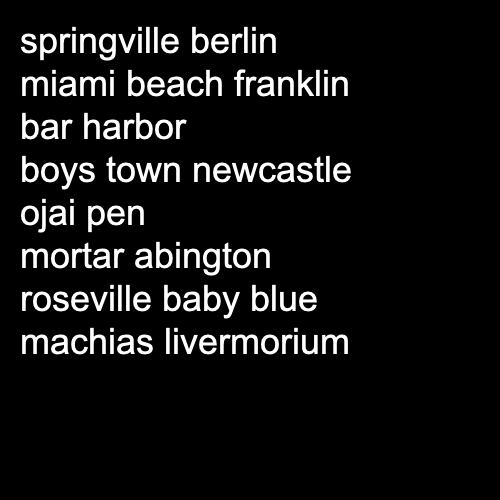 springville berlin
miami beach franklin
bar harbor
boys town newcastle
ojai pen
mortar abington
roseville baby blue
machias livermorium